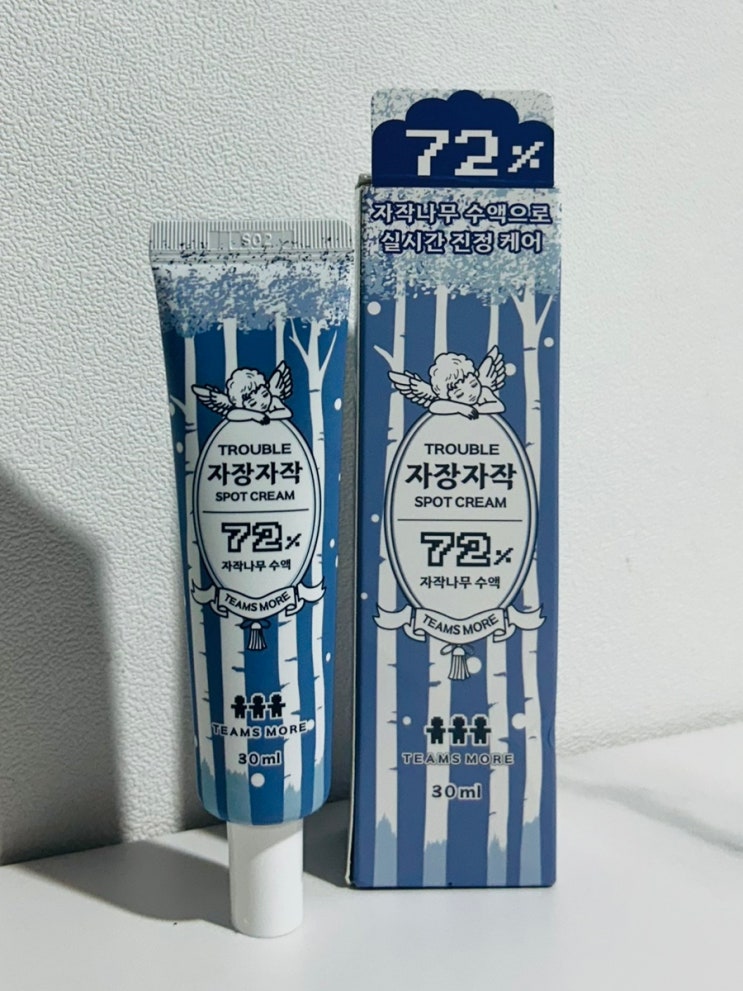 S02
TROUBLE
자장자작
SPOT CREAM
72%
자작나무 수액
TEAMS MORE
TEAMS MORE
30ml
72%
자작나무 수액으로
실시간 진정 케어
TROUBLE
자장자작
SPOT CREAM
72%
자작나무 수액
TEAMS MORE
TEAMS MORE
30ml